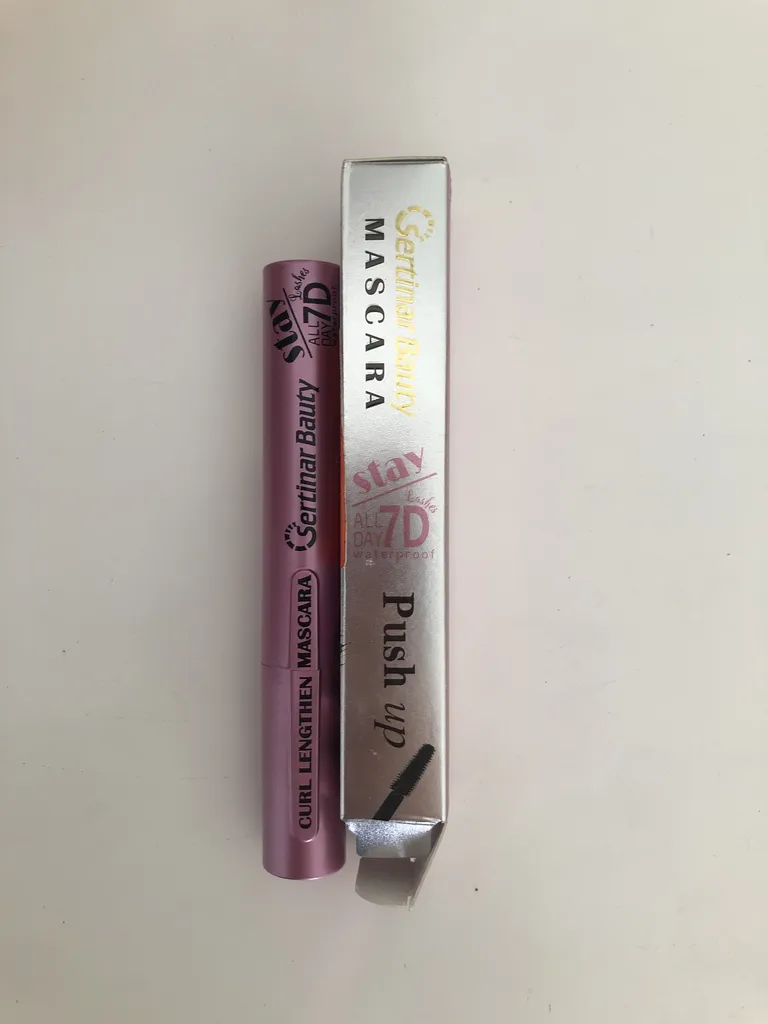 stay
Lashes
ALL DAY 7D
waterproof
Sertinar Bauty
CURL LENGTHEN MASCARA
Sertinar Bauty
MASCARA
stay
Lashes
ALL DAY 7D
waterproof
Push up